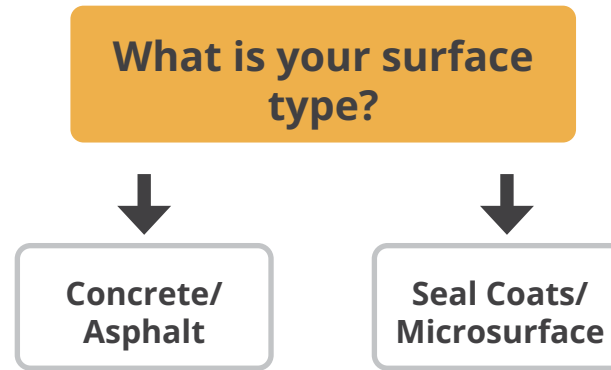 What is your surface
type?
Concrete/
Asphalt
Seal Coats/
Microsurface